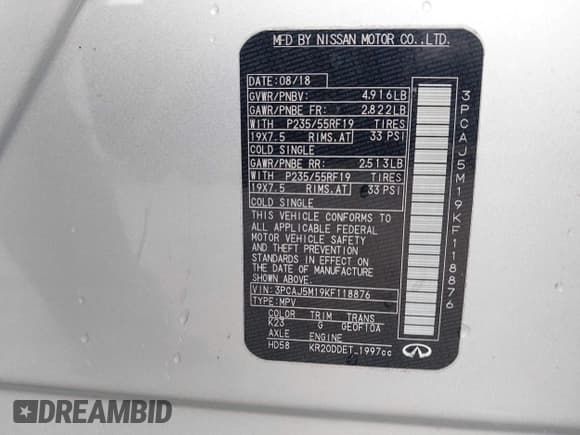 MFD BY NISSAN MOTOR CO.,LTD.
DATE: 08/18
GVWR/PNBV: 4,916LB
GAWR/PNBE FR: 2,822LB
WITH P235/55RF19 TIRES
19X7.5 RIMS.AT 33 PSI
COLD SINGLE
GAWR/PNBE RR: 2,513LB
WITH P235/55RF19 TIRES
19X7.5 RIMS.AT 33 PSI
COLD SINGLE
THIS VEHICLE CONFORMS TO
ALL APPLICABLE FEDERAL
MOTOR VEHICLE SAFETY
AND THEFT PREVENTION
STANDARDS IN EFFECT ON
THE DATE OF MANUFACTURE
SHOWN ABOVE.
VIN: 3PCAJ5M19KF118876
TYPE: MPV
COLOR TRIM TRANS
K23 G GE0F10A
AXLE ENGINE
HD58 KR20DDET 1997cc
3PCAJ5M19KF118876
DREAMBID